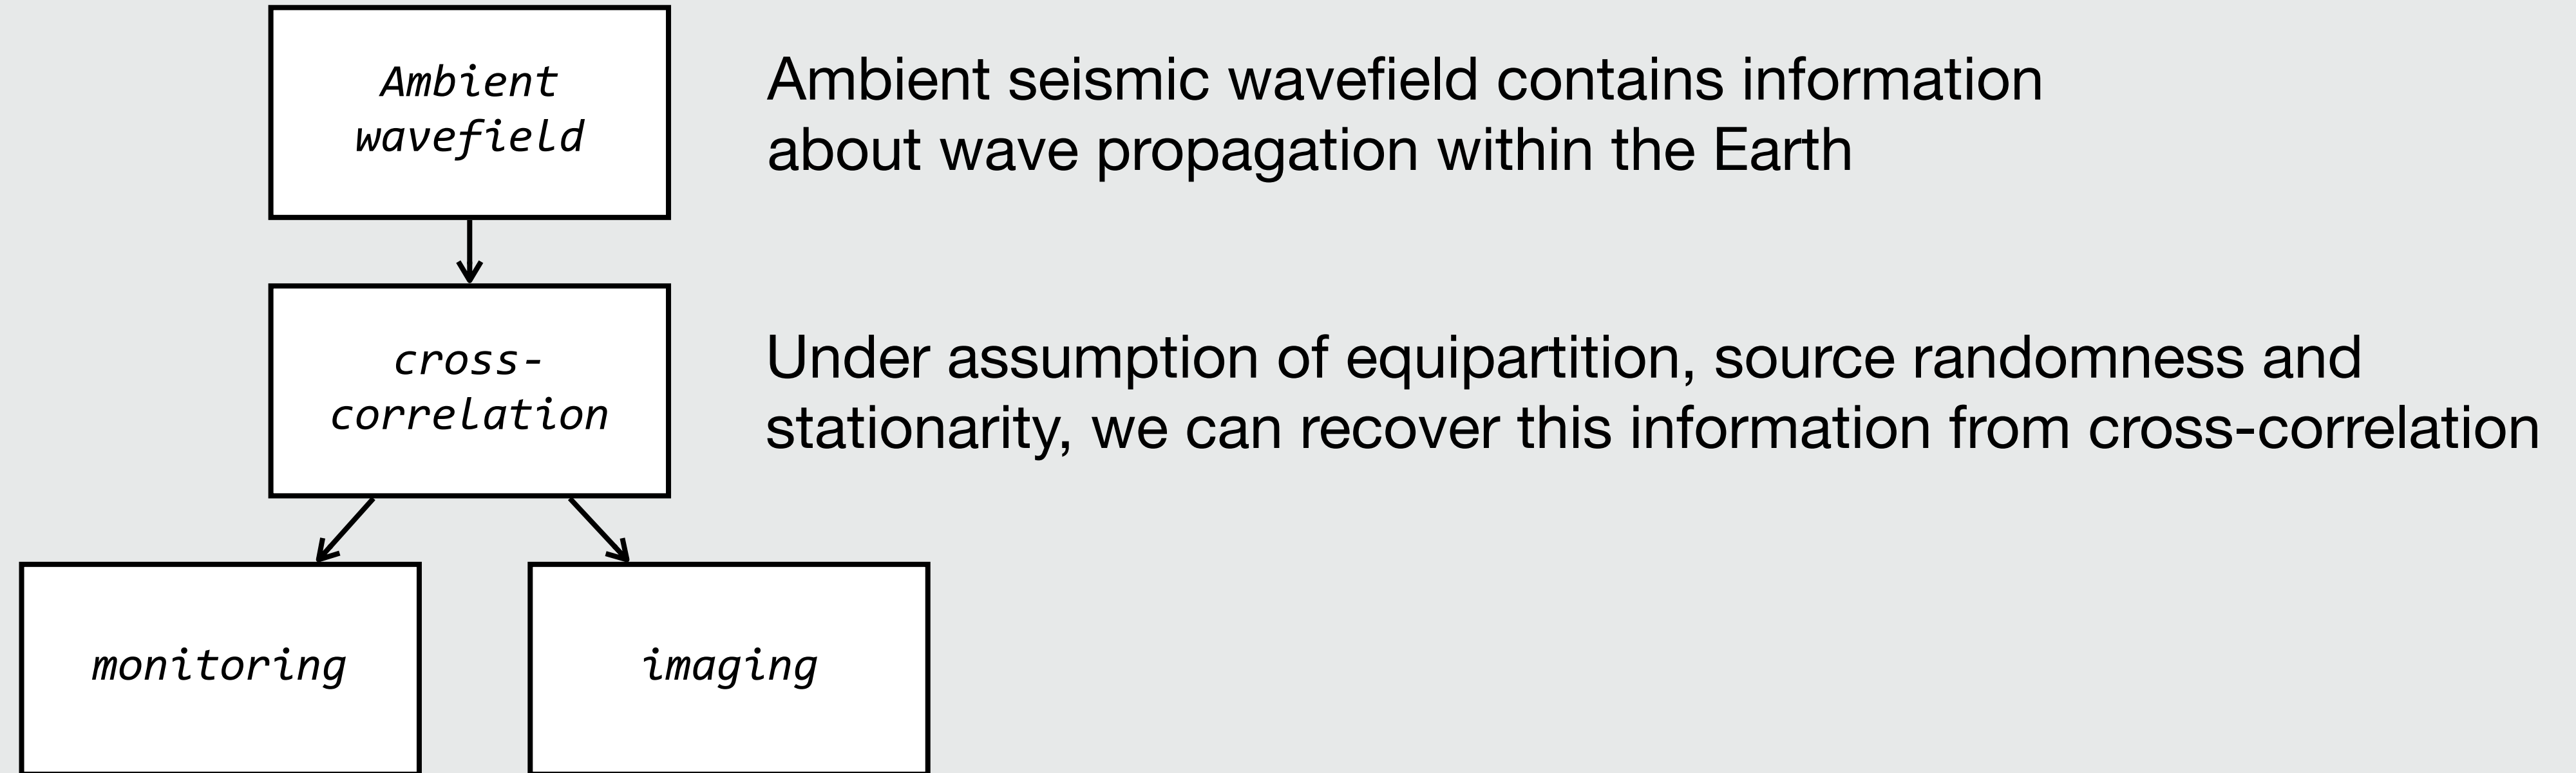 Ambient
wavefield
Ambient seismic wavefield contains information
about wave propagation within the Earth
cross-
correlation
Under assumption of equipartition, source randomness and
stationarity, we can recover this information from cross-correlation
monitoring
imaging